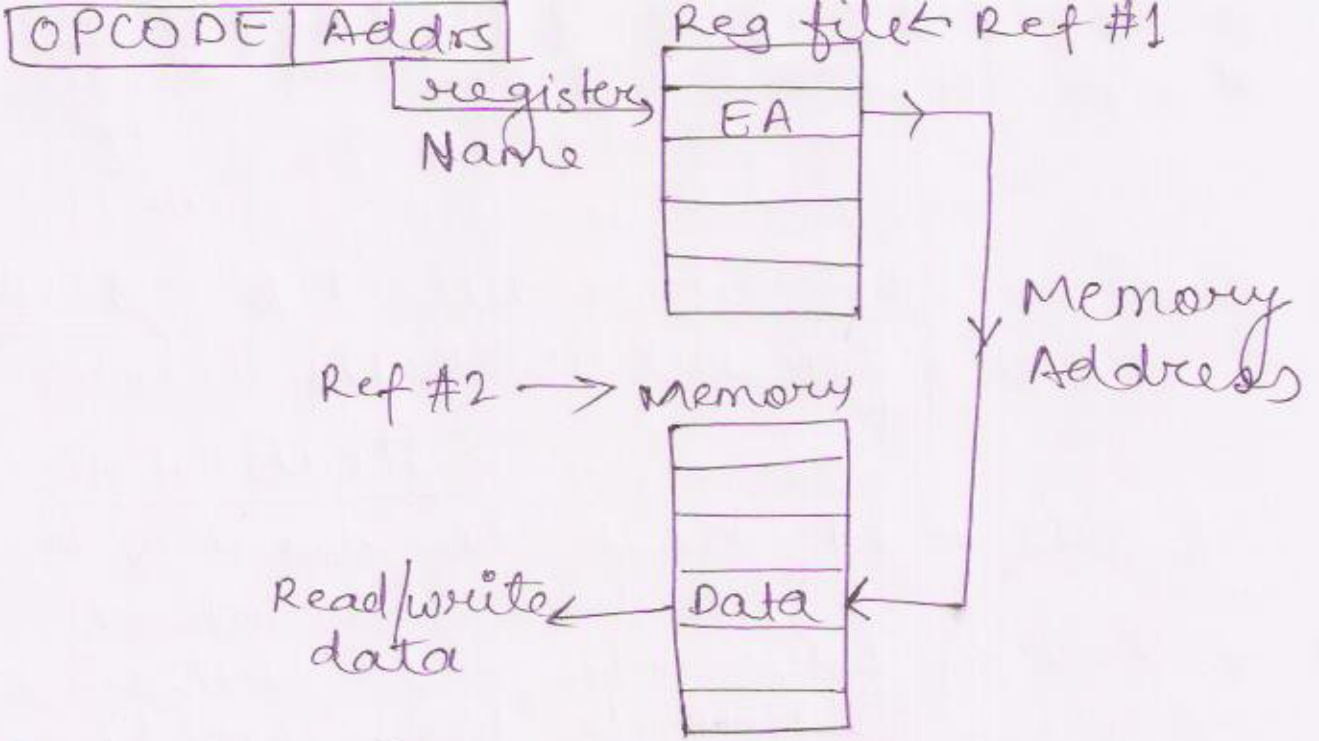 OPCODE Addrs
Reg file ← Ref #1
register
Name
EA
Memory
Address
Ref #2 → Memory
Data
Read/write
data